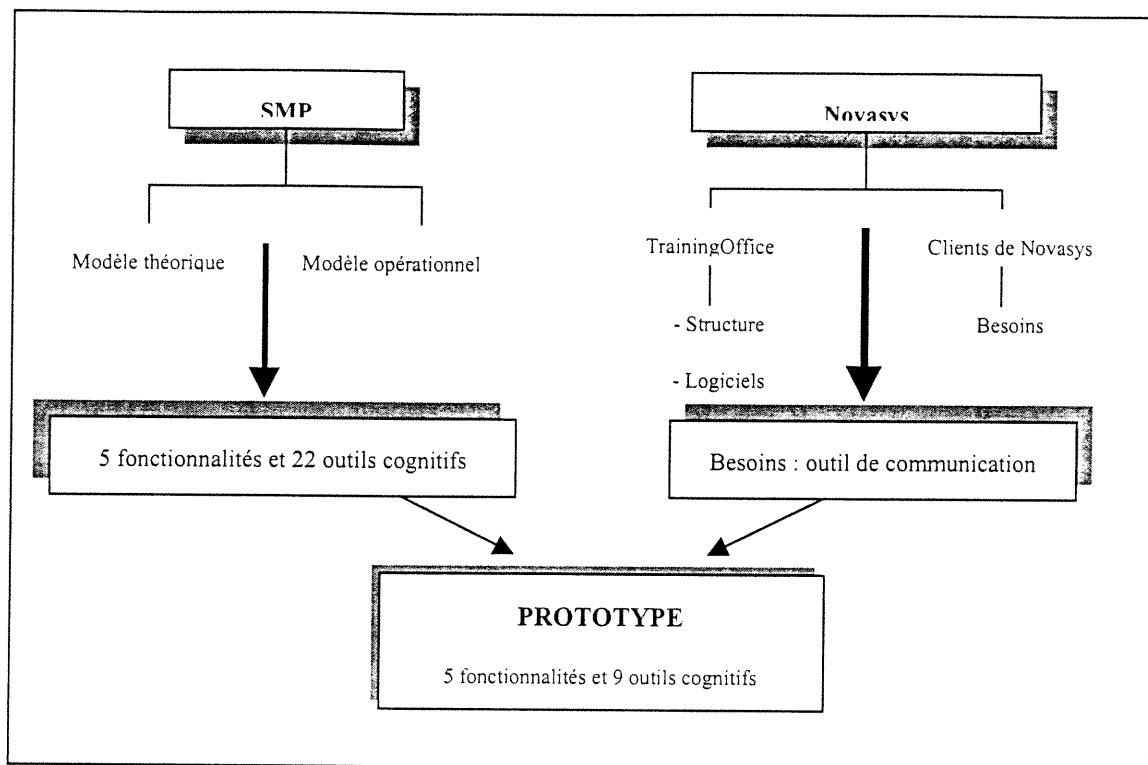 SMP
Novasys
Modèle théorique
Modèle opérationnel
TrainingOffice
Clients de Novasys
- Structure
Besoins
- Logiciels
5 fonctionnalités et 22 outils cognitifs
Besoins : outil de communication
PROTOTYPE
5 fonctionnalités et 9 outils cognitifs